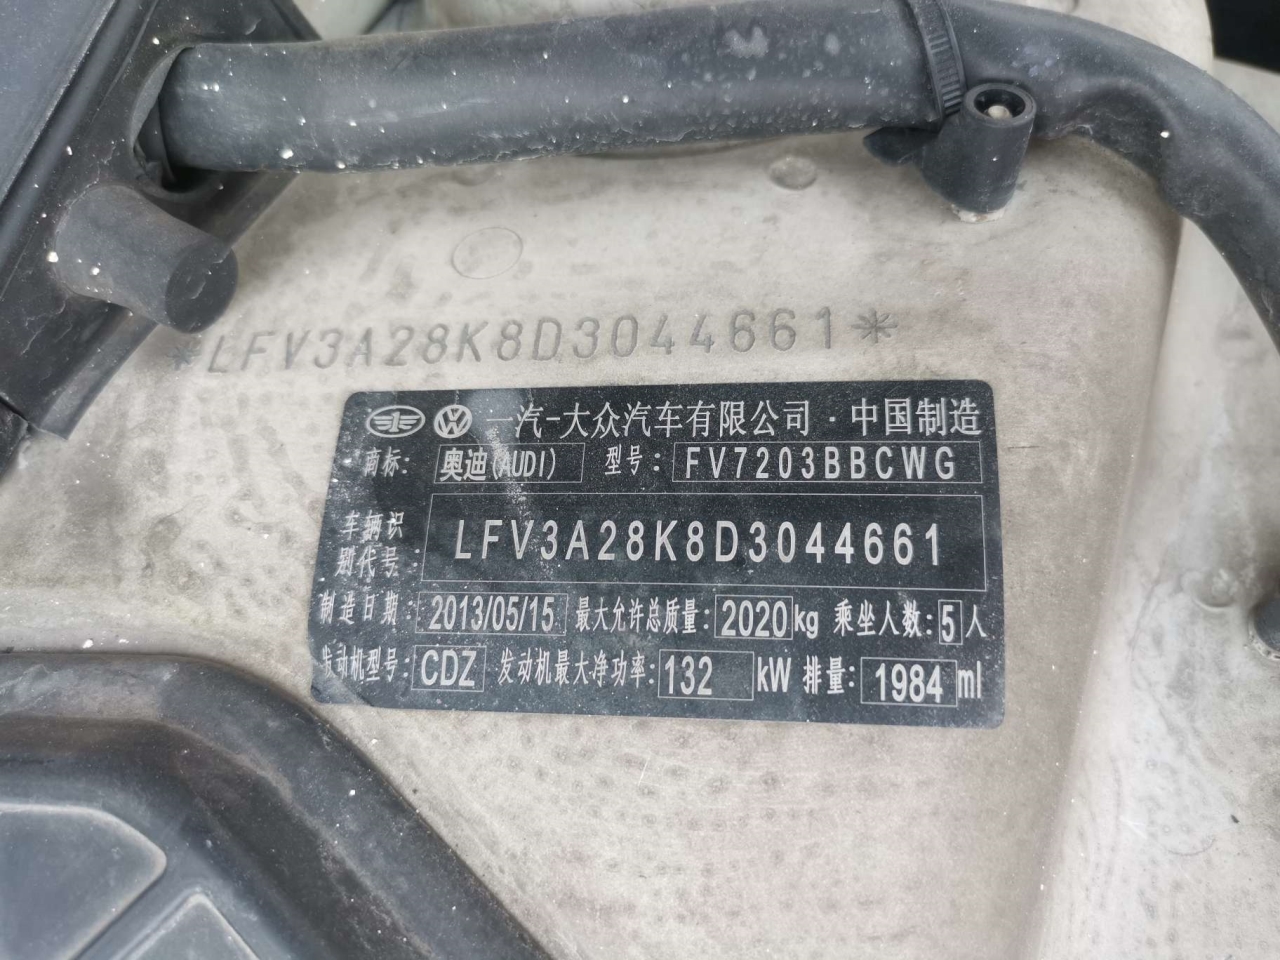 *LFV3A28K8D3044661*
一汽-大众汽车有限公司·中国制造
商标: 奥迪(AUDI) 型号: FV7203BBCWG
车辆识别代号: LFV3A28K8D3044661
制造日期: 2013/05/15 最大允许总质量: 2020kg 乘坐人数: 5人
发动机型号: CDZ 发动机最大净功率: 132 kW 排量: 1984 ml